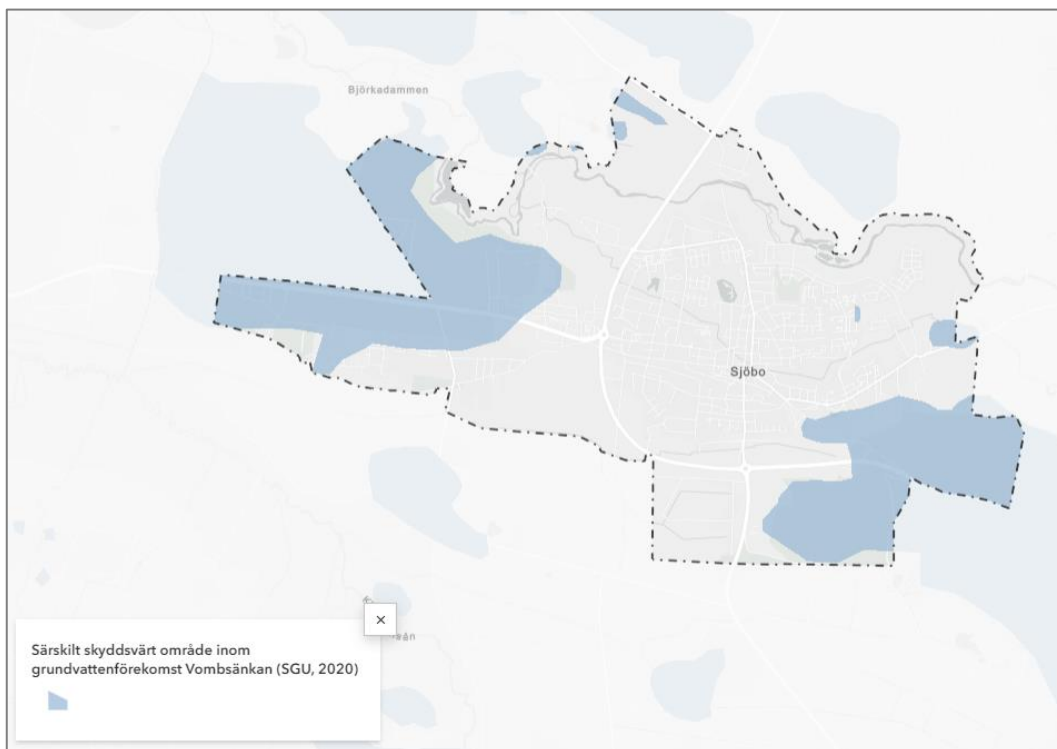 Björkadammen
Sjöbo
×
Särskilt skyddsvärt område inom
grundvattenförekomst Vombsänkan (SGU, 2020)